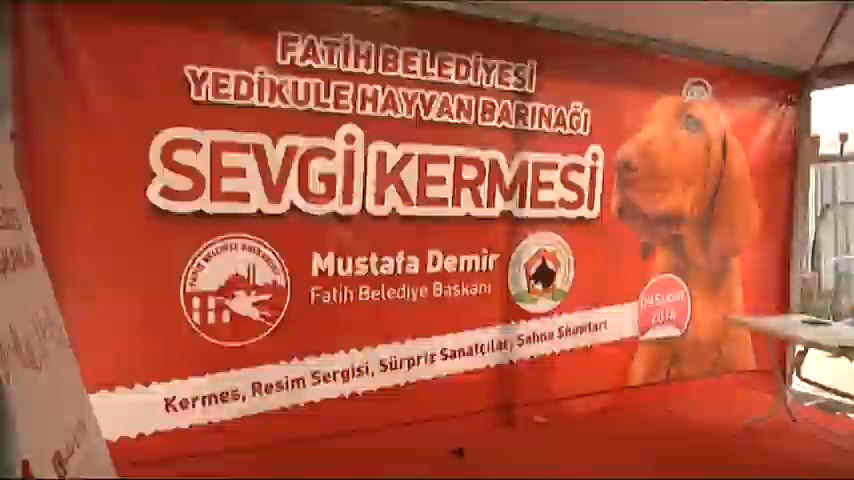 FATİH BELEDİYESİ
YEDİKULE HAYVAN BARINAĞI
SEVGİ KERMESİ
Mustafa Demir
Fatih Belediye Başkanı
Kermes, Resim Sergisi, Sürpriz Sanatçılar, Sahne Showları
2014